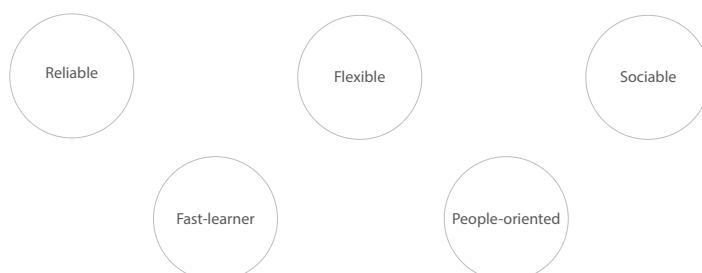 Reliable
Flexible
Sociable
Fast-learner
People-oriented